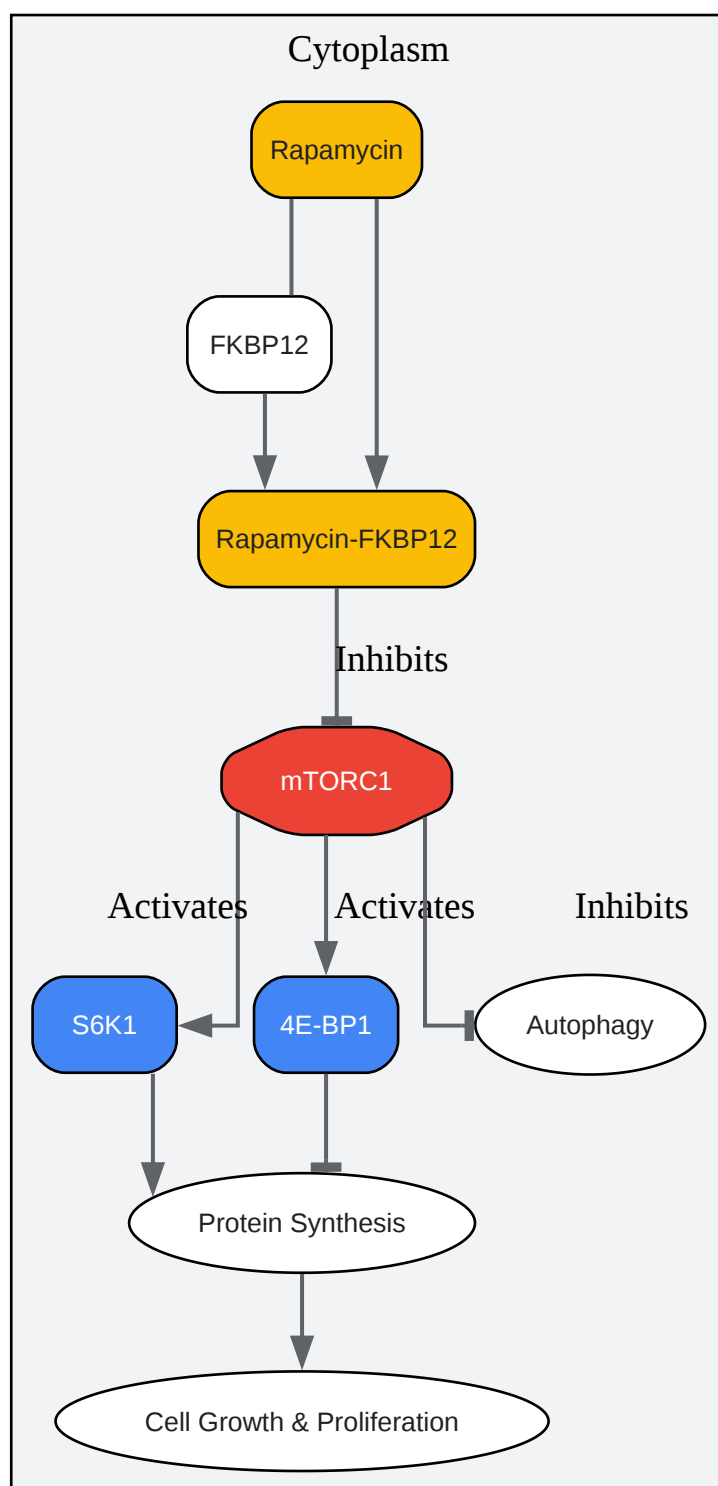 Cytoplasm
Rapamycin
FKBP12
Rapamycin-FKBP12
Inhibits
mTORC1
Activates
Activates
Inhibits
S6K1
4E-BP1
Autophagy
Protein Synthesis
Cell Growth & Proliferation